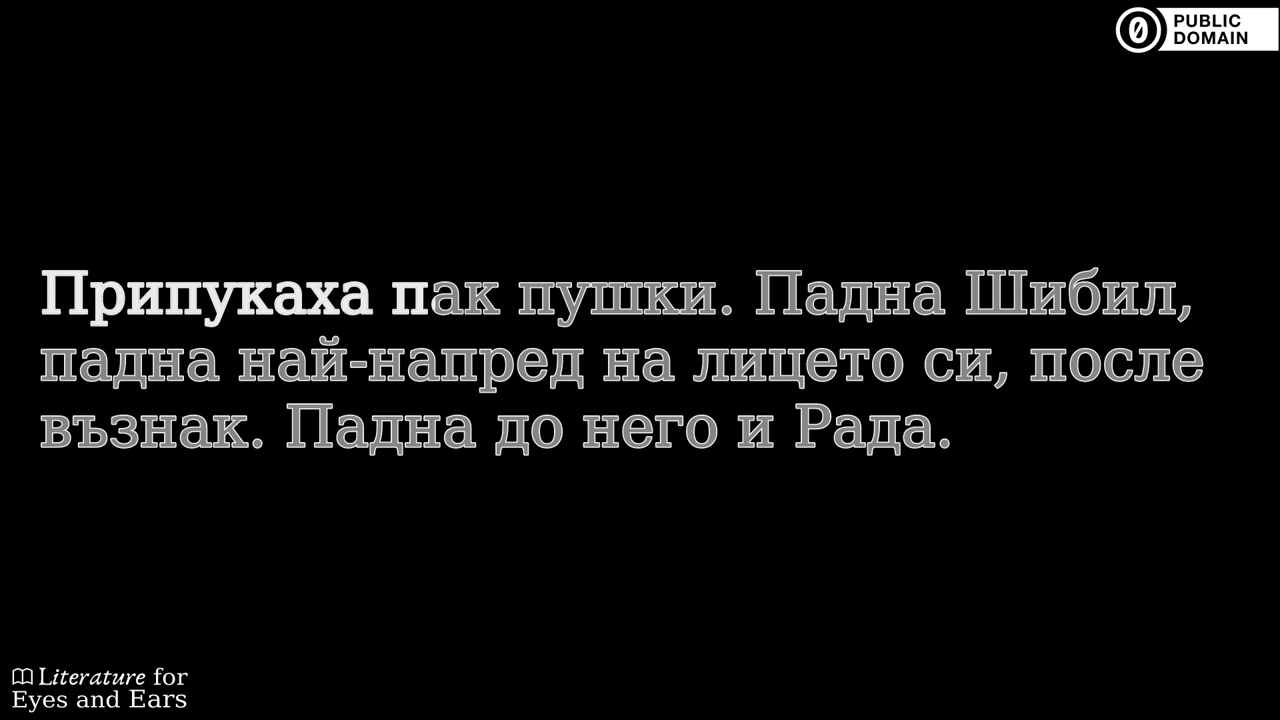 PUBLIC
DOMAIN
Припукаха пак пушки. Падна Шибил,
падна най-напред на лицето си, после
възнак. Падна до него и Рада.
Literature for
Eyes and Ears